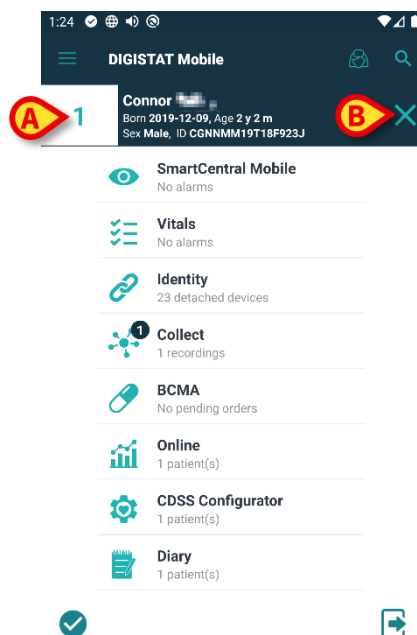 1:24
DIGISTAT Mobile
A
1
Connor
Born 2019-12-09, Age 2 y 2 m
Sex Male, ID CGNNMM19T18F923J
B
SmartCentral Mobile
No alarms
Vitals
No alarms
Identity
23 detached devices
1
Collect
1 recordings
BCMA
No pending orders
Online
1 patient(s)
CDSS Configurator
1 patient(s)
Diary
1 patient(s)